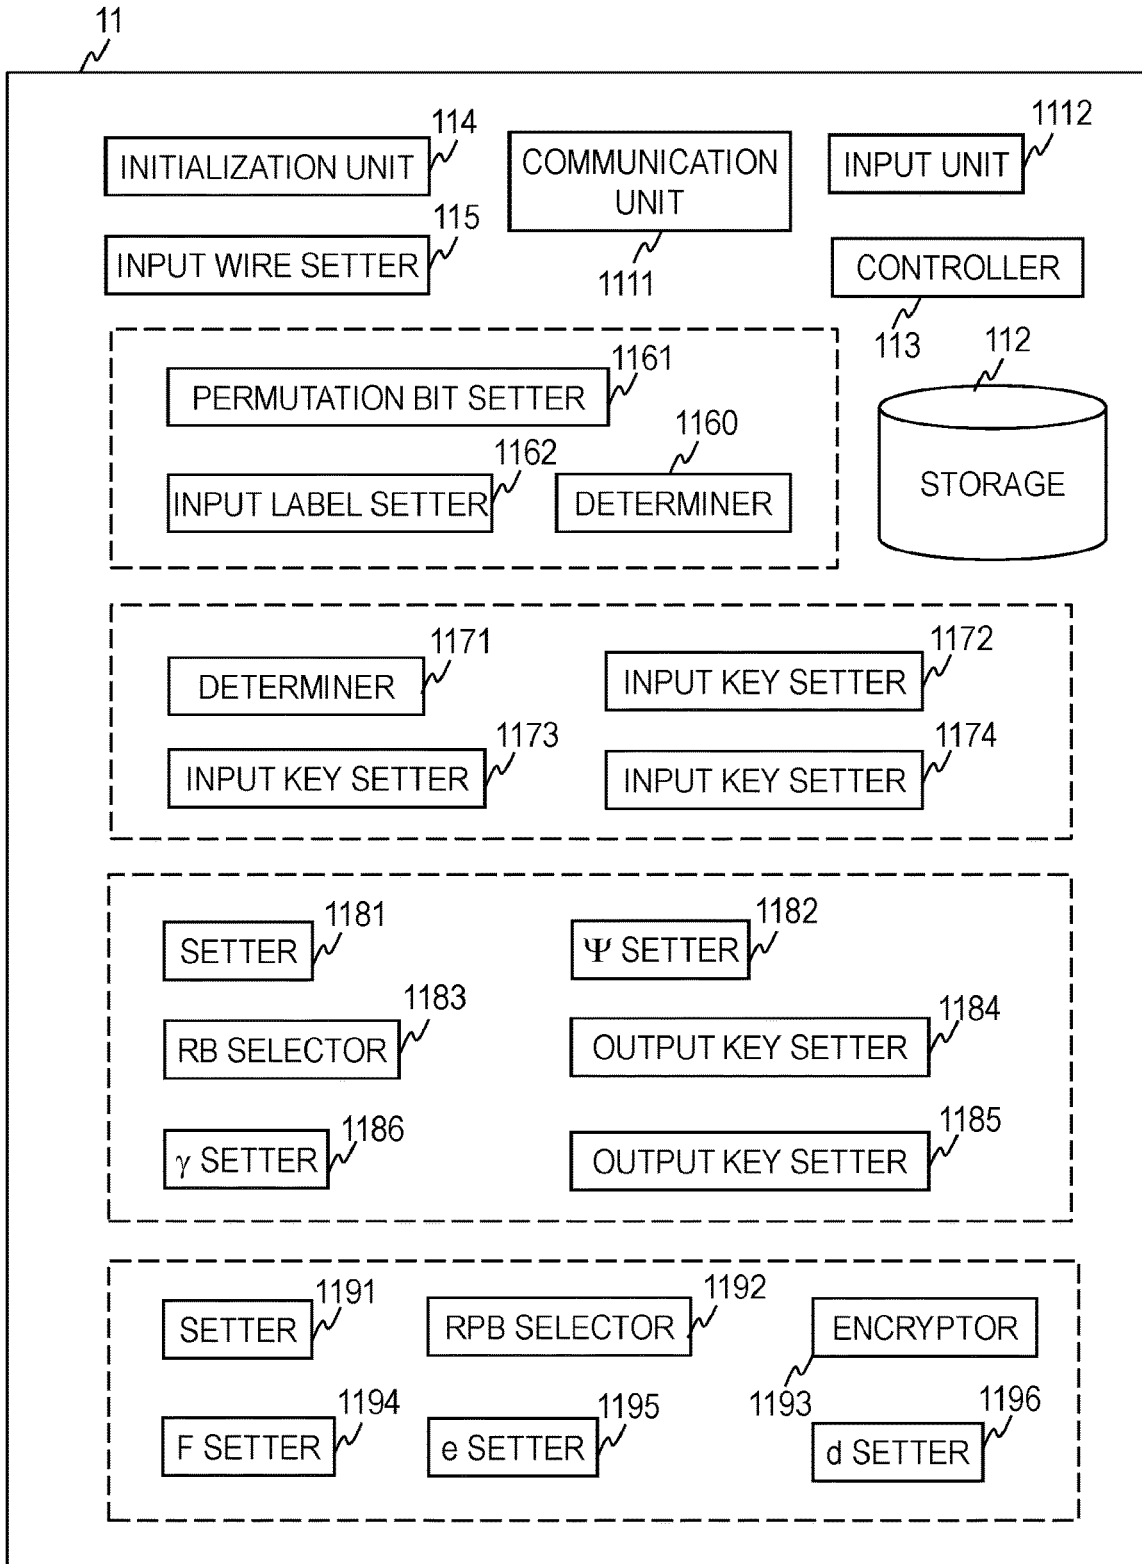 11
114
INITIALIZATION UNIT
COMMUNICATION
UNIT
1111
1112
INPUT UNIT
115
INPUT WIRE SETTER
CONTROLLER
113
1161
PERMUTATION BIT SETTER
1162
INPUT LABEL SETTER
1160
DETERMINER
112
STORAGE
1171
DETERMINER
1172
INPUT KEY SETTER
1173
INPUT KEY SETTER
1174
INPUT KEY SETTER
1181
SETTER
1182
Ψ SETTER
1183
RB SELECTOR
1184
OUTPUT KEY SETTER
1186
γ SETTER
1185
OUTPUT KEY SETTER
1191
SETTER
1192
RPB SELECTOR
ENCRYPTOR
1193
1194
F SETTER
1195
e SETTER
1196
d SETTER